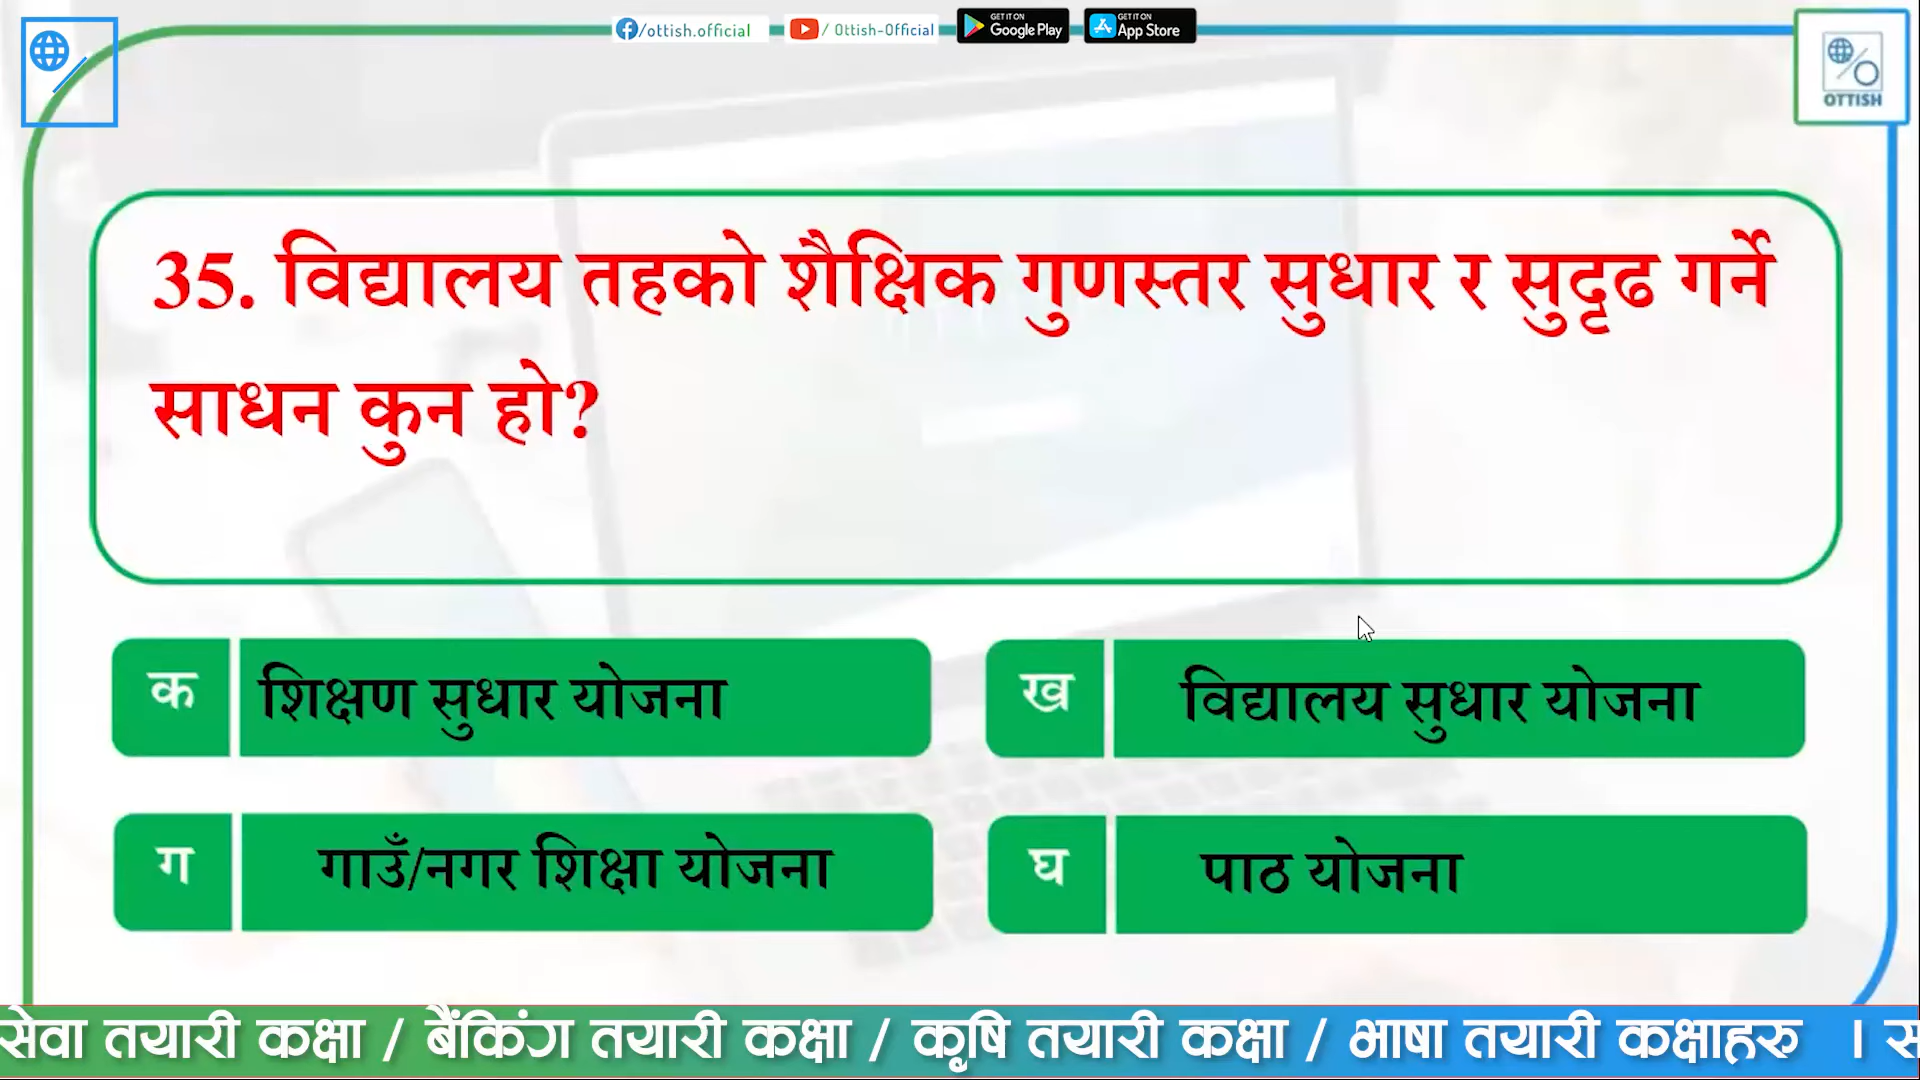 /ottish.official / Ottish-Official GET IT ON Google Play GET IT ON App Store
OTTISH
35. विद्यालय तहको शैक्षिक गुणस्तर सुधार र सुदृढ गर्ने
साधन कुन हो?
क शिक्षण सुधार योजना
ख विद्यालय सुधार योजना
ग गाउँ/नगर शिक्षा योजना
घ पाठ योजना
सेवा तयारी कक्षा / बैंकिंग तयारी कक्षा / कृषि तयारी कक्षा / भाषा तयारी कक्षाहरु । स